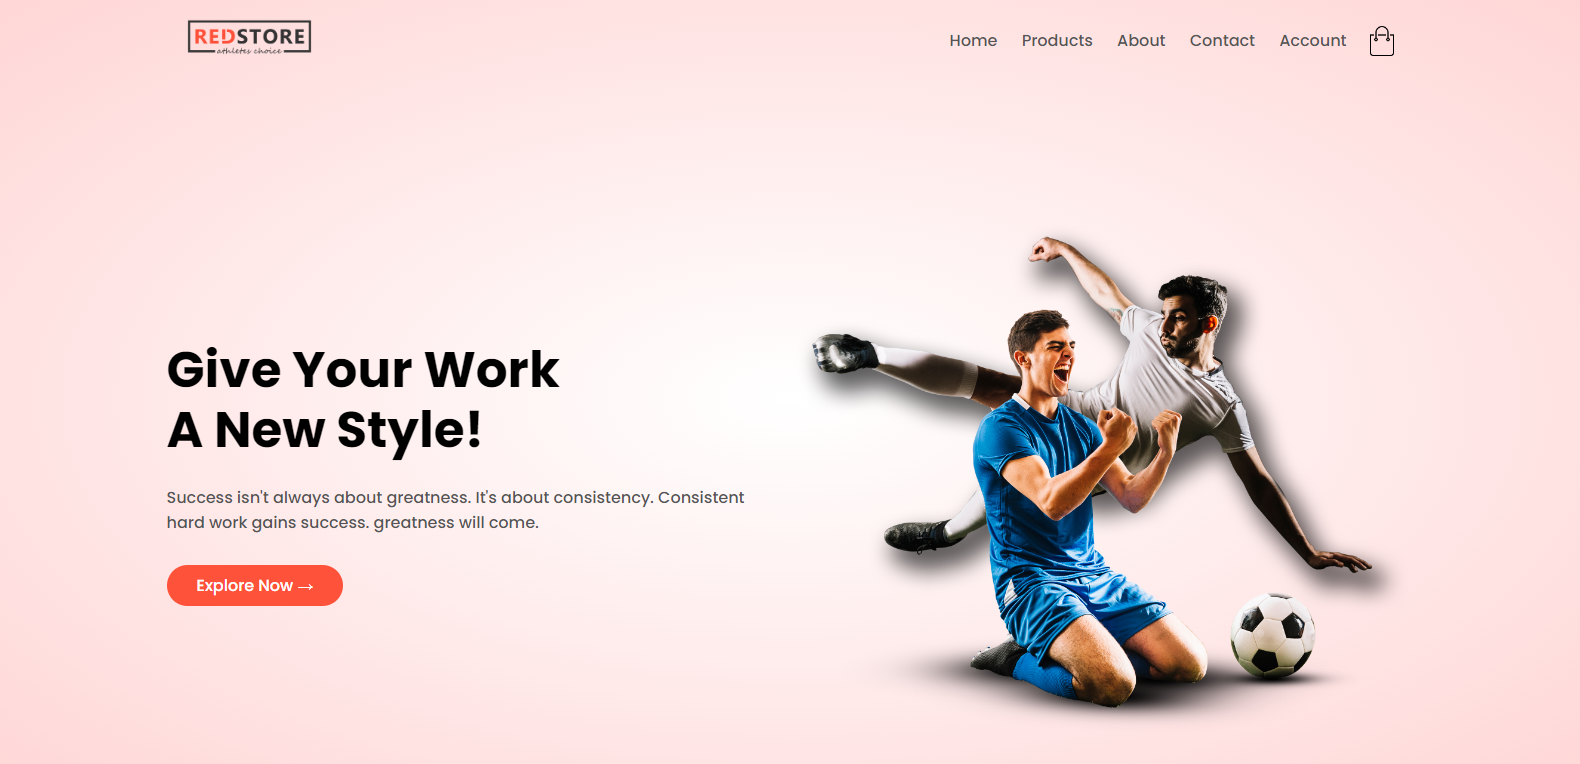 REDSTORE
athletes choice
Home Products About Contact Account
Give Your Work
A New Style!
Success isn't always about greatness. It's about consistency. Consistent
hard work gains success. greatness will come.
Explore Now →